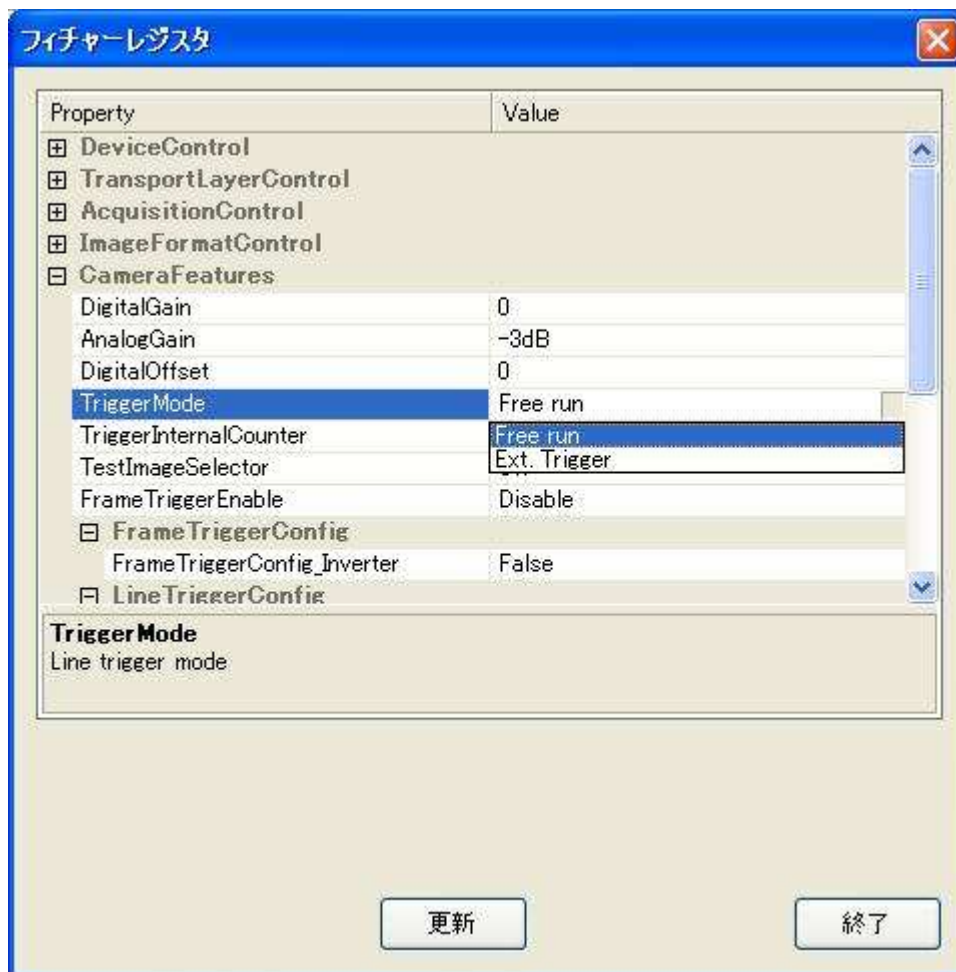 フィチャーレジスタ
Property Value
DeviceControl
TransportLayerControl
AcquisitionControl
ImageFormatControl
CameraFeatures
DigitalGain 0
AnalogGain -3dB
DigitalOffset 0
TriggerMode Free run
TriggerInternalCounter Free run
Ext. Trigger
TestImageSelector
FrameTriggerEnable Disable
FrameTriggerConfig
FrameTriggerConfig_Inverter False
LineTriggerConfig
TriggerMode
Line trigger mode
更新 終了